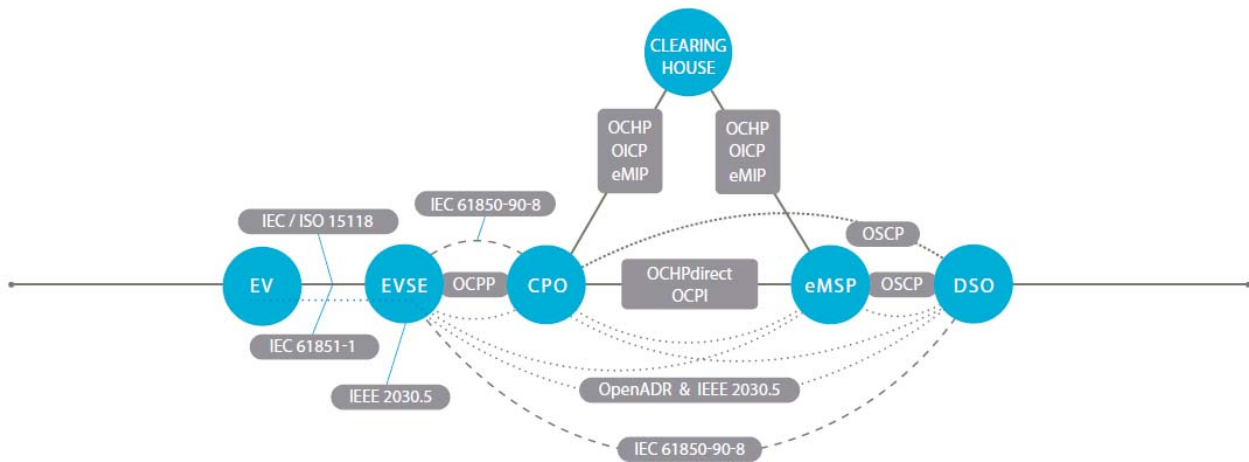 CLEARING
HOUSE
OCHP
OICP
eMIP
OCHP
OICP
eMIP
IEC 61850-90-8
IEC / ISO 15118
OSCP
EV
EVSE
OCPP
CPO
OCHPdirect
OCPI
eMSP
OSCP
DSO
IEC 61851-1
IEEE 2030.5
OpenADR & IEEE 2030.5
IEC 61850-90-8